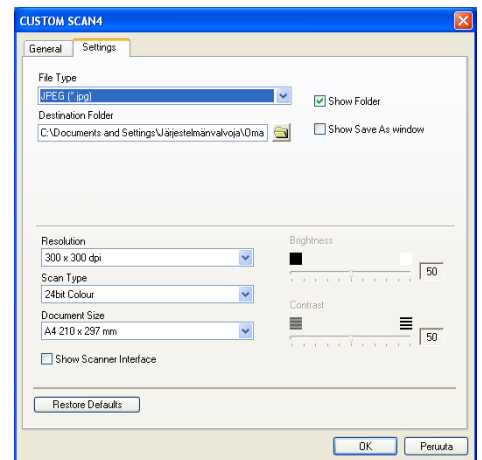 CUSTOM SCAN4
General Settings
File Type
JPEG (*.jpg)
Show Folder
Destination Folder
C:\Documents and Settings\Järjestelmänvalvoja\Oma
Show Save As window
Resolution
Brightness
300 x 300 dpi
50
Scan Type
24bit Colour
Contrast
Document Size
A4 210 x 297 mm
50
Show Scanner Interface
Restore Defaults
OK Peruuta